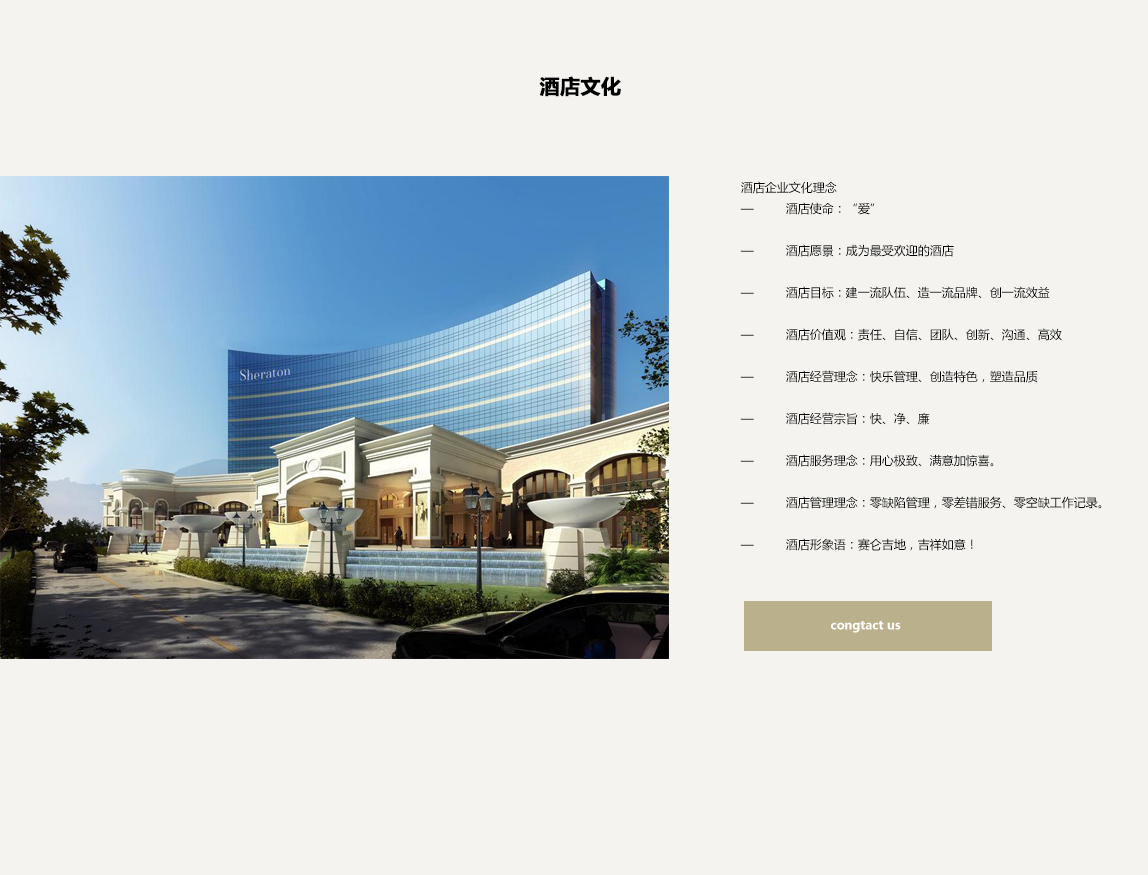 酒店文化
Sheraton
酒店企业文化理念
— 酒店使命：“爱”
— 酒店愿景：成为最受欢迎的酒店
— 酒店目标：建一流队伍、造一流品牌、创一流效益
— 酒店价值观：责任、自信、团队、创新、沟通、高效
— 酒店经营理念：快乐管理、创造特色，塑造品质
— 酒店经营宗旨：快、净、廉
— 酒店服务理念：用心极致、满意加惊喜。
— 酒店管理理念：零缺陷管理，零差错服务、零空缺工作记录。
— 酒店形象语：赛仑吉地，吉祥如意！
congtact us